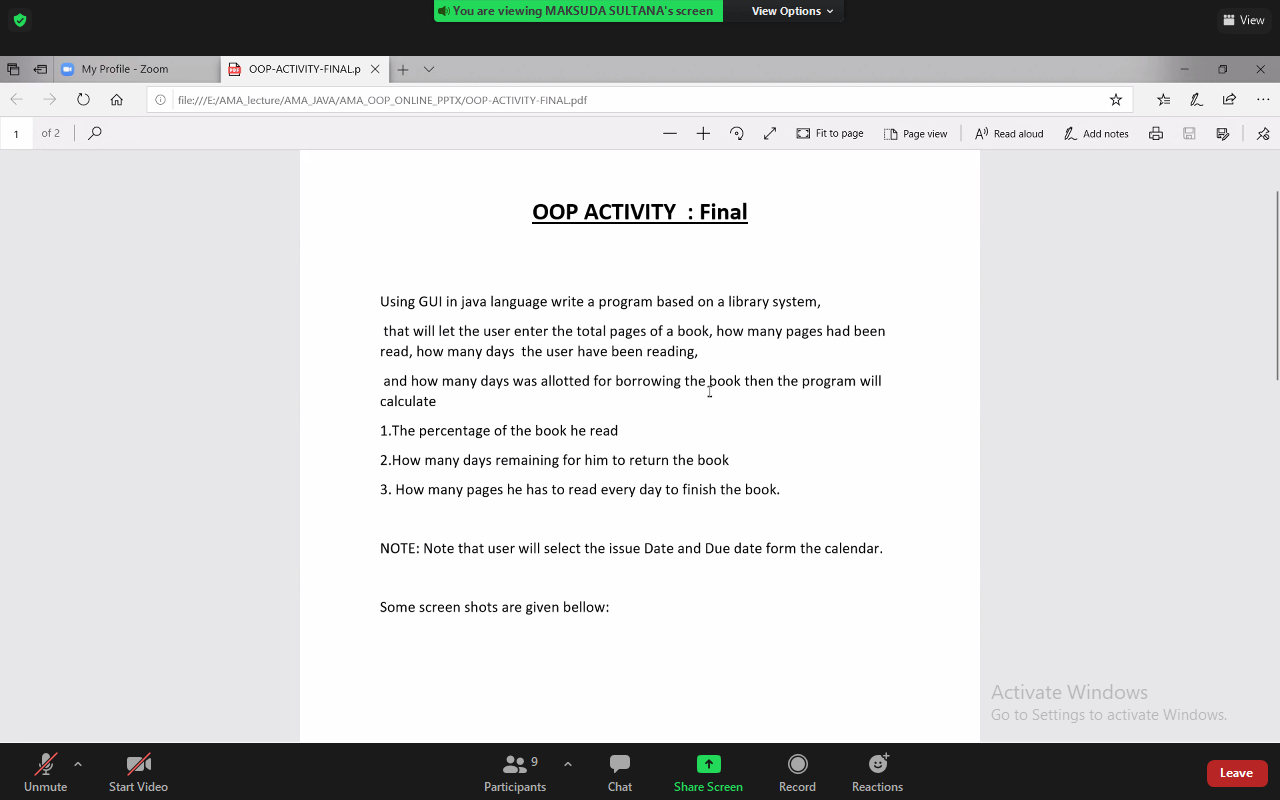 You are viewing MAKSUDA SULTANA's screen
View Options
View
My Profile - Zoom
OOP-ACTIVITY-FINAL.p
file:///E:/AMA_lecture/AMA_JAVA/AMA_OOP_ONLINE_PPTX/OOP-ACTIVITY-FINAL.pdf
1 of 2
Fit to page
Page view
Read aloud
Add notes
OOP ACTIVITY : Final
Using GUI in java language write a program based on a library system,
that will let the user enter the total pages of a book, how many pages had been
read, how many days the user have been reading,
and how many days was allotted for borrowing the book then the program will
calculate
1.The percentage of the book he read
2.How many days remaining for him to return the book
3. How many pages he has to read every day to finish the book.
NOTE: Note that user will select the issue Date and Due date form the calendar.
Some screen shots are given bellow:
Activate Windows
Go to Settings to activate Windows.
Unmute
Start Video
9
Participants
Chat
Share Screen
Record
Reactions
Leave